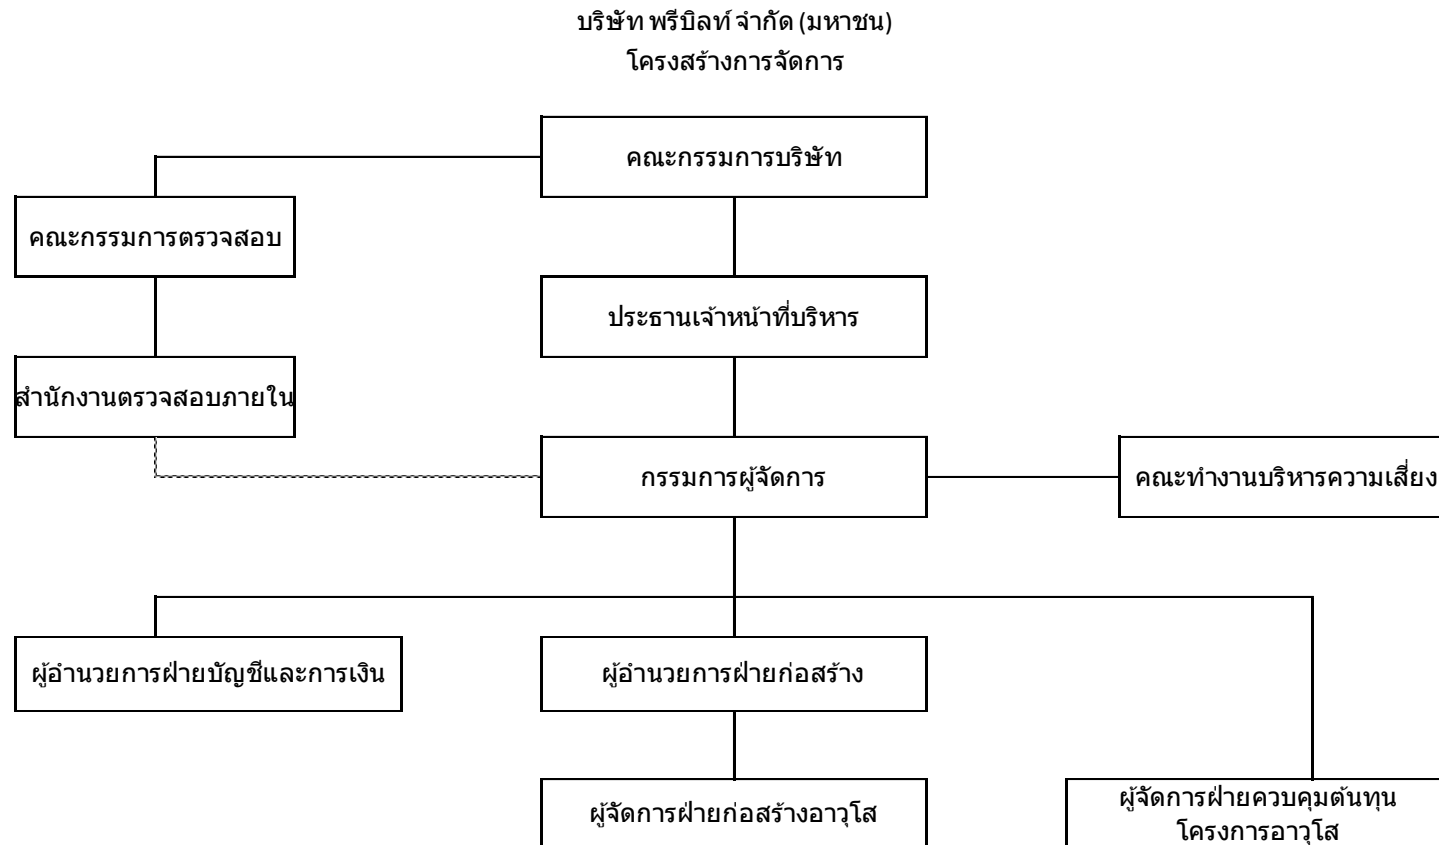 บริษัท พรีบิลท์ จำกัด (มหาชน)
โครงสร้างการจัดการ
คณะกรรมการบริษัท
คณะกรรมการตรวจสอบ
ประธานเจ้าหน้าที่บริหาร
สำนักงานตรวจสอบภายใน
กรรมการผู้จัดการ
คณะทำงานบริหารความเสี่ยง
ผู้อำนวยการฝ่ายบัญชีและการเงิน
ผู้อำนวยการฝ่ายก่อสร้าง
ผู้จัดการฝ่ายก่อสร้างอาวุโส
ผู้จัดการฝ่ายควบคุมต้นทุน
โครงการอาวุโส